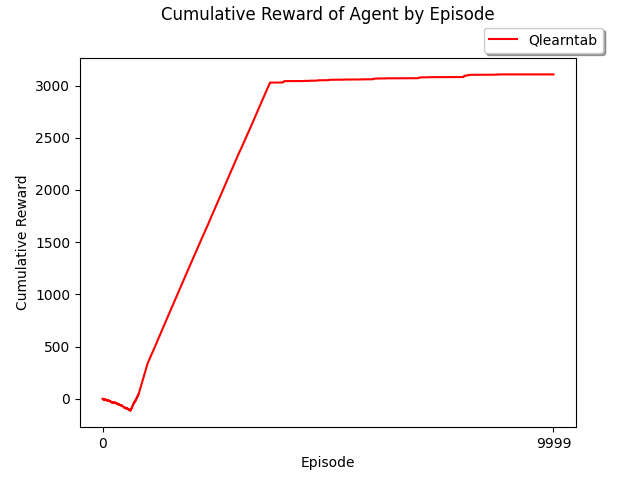 Cumulative Reward of Agent by Episode
Qlearntab
3000
2500
2000
1500
1000
500
0
Cumulative Reward
0
9999
Episode